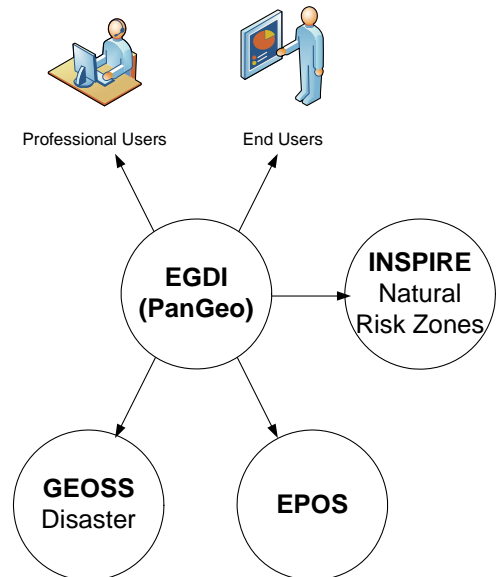 Professional Users
End Users
EGDI
(PanGeo)
INSPIRE
Natural
Risk Zones
GEOSS
Disaster
EPOS